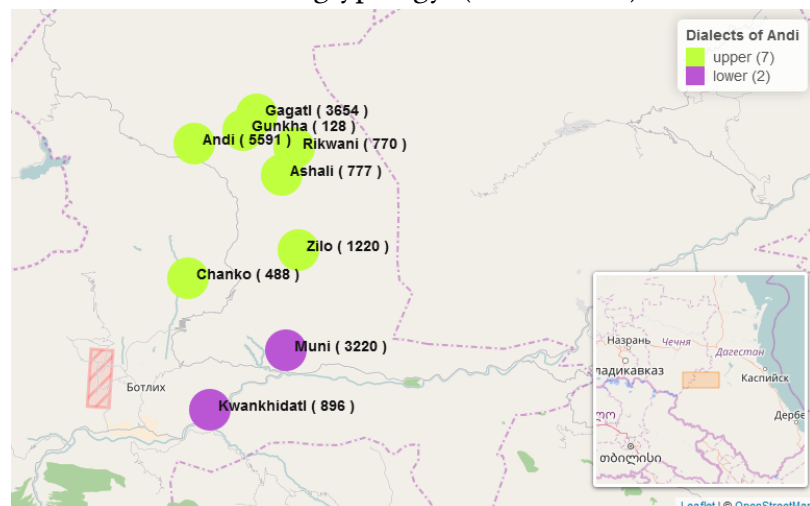 Dialects of Andi
upper (7)
lower (2)
Gagatl ( 3654 )
Gunkha ( 128 )
Andi ( 5591 )
Rikwani ( 770 )
Ashali ( 777 )
Zilo ( 1220 )
Chanko ( 488 )
Muni ( 3220 )
Ботлих
Kwankhidatl ( 896 )
Назрань
Чечня
Дагестан
ладикавказ
Каспийск
Дербе
თბილისი
Leaflet | © OpenStreetMap